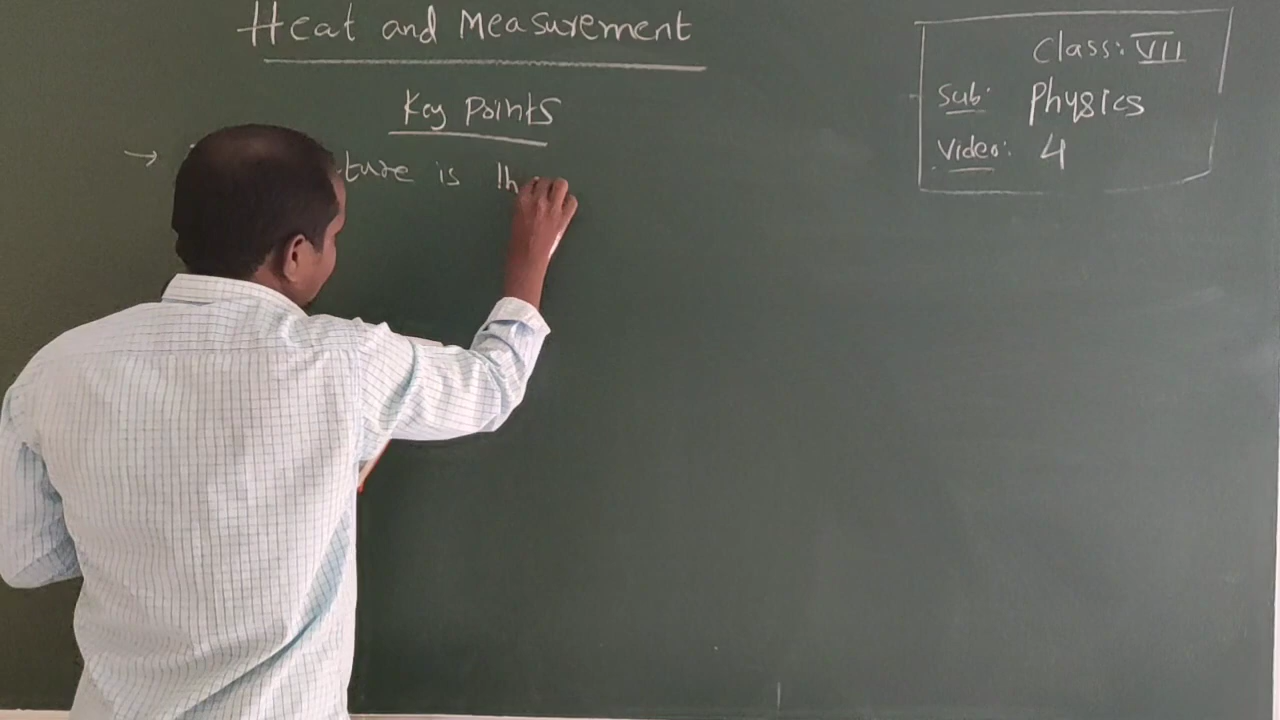 Heat and Measurement
Key Points
→ ture is th
Class: VII
Sub: Physics
Video: 4